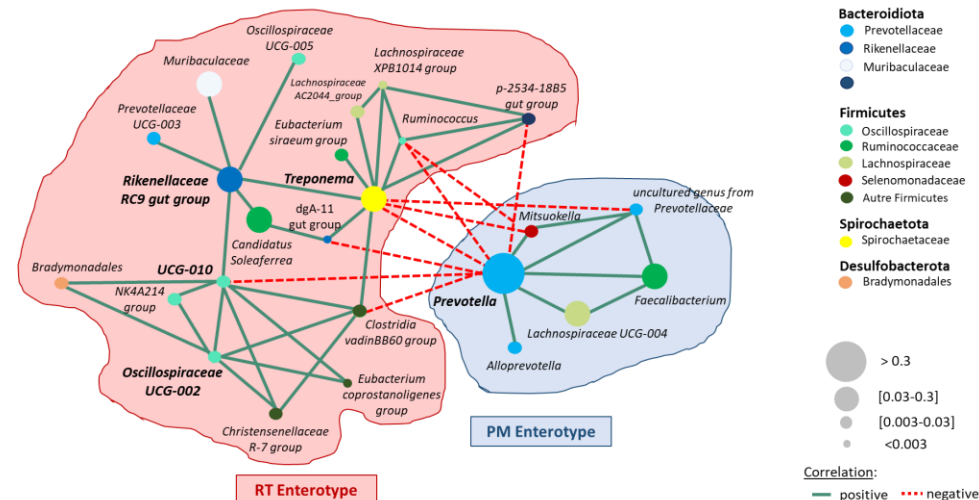 Oscillospiraceae
UCG-005
Muribaculaceae
Lachnospiraceae
XPB1014 group
Lachnospiraceae
AC2044_group
p-2534-18B5
gut group
Prevotellaceae
UCG-003
Eubacterium
siraeum group
Ruminococcus
Rikenellaceae
RC9 gut group
Treponema
dgA-11
gut group
Candidatus
Soleaferrea
Bradymonadales
UCG-010
NK4A214
group
Clostridia
vadinBB60 group
Oscillospiraceae
UCG-002
Eubacterium
coprostanoligenes
group
Christensenellaceae
R-7 group
RT Enterotype
uncultured genus from
Prevotellaceae
Mitsuokella
Prevotella
Faecalibacterium
Lachnospiraceae UCG-004
Alloprevotella
PM Enterotype
Bacteroidiota
Prevotellaceae
Rikenellaceae
Muribaculaceae
Firmicutes
Oscillospiraceae
Ruminococcaceae
Lachnospiraceae
Selenomonadaceae
Autre Firmicutes
Spirochaetota
Spirochaetaceae
Desulfobacterota
Bradymonadales
> 0.3
[0.03-0.3]
[0.003-0.03]
<0.003
Correlation:
positive negative